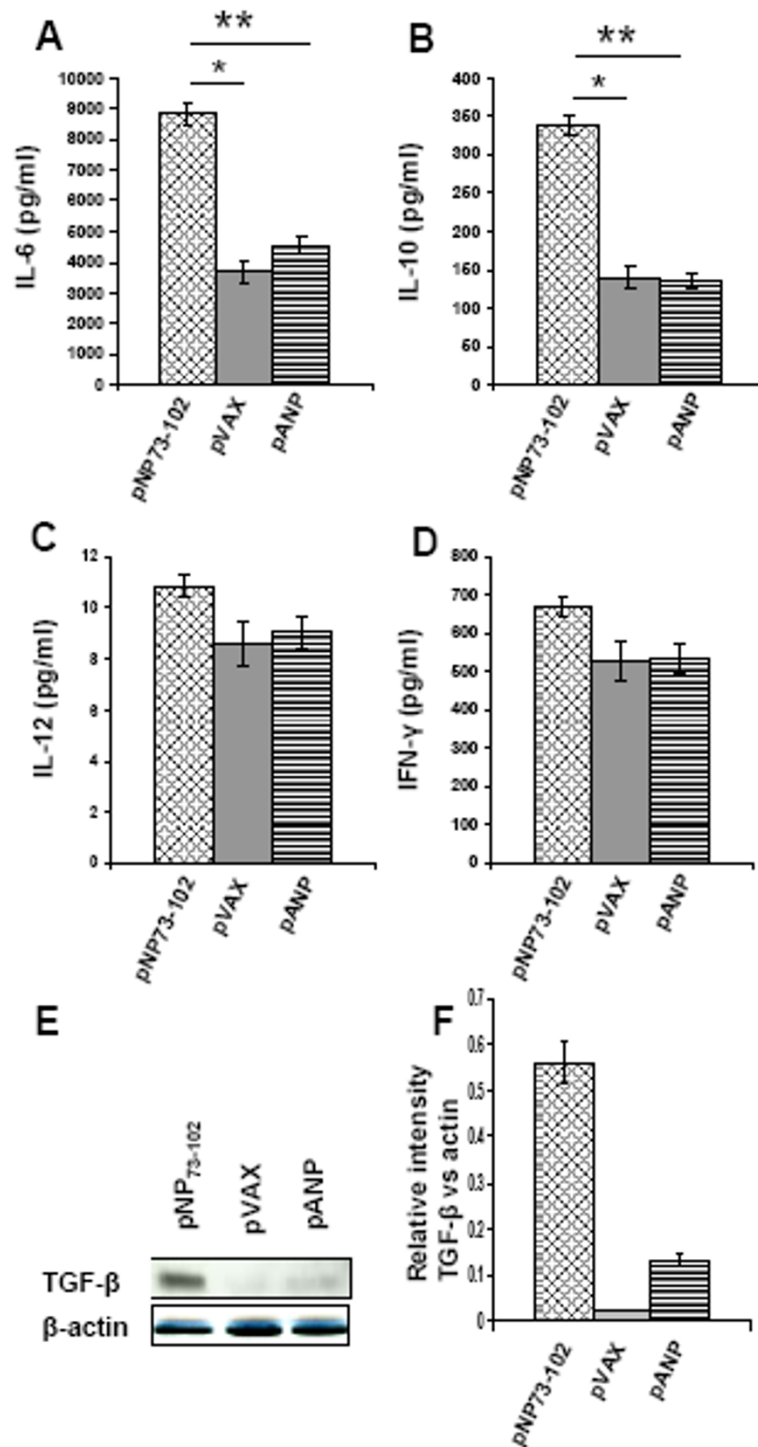 A
**
*
10000
9000
8000
7000
6000
5000
4000
3000
2000
1000
0
IL-6 (pg/ml)
pNP73-102
pVAX
pANP
B
**
*
400
350
300
250
200
150
100
50
0
IL-10 (pg/ml)
pNP73-102
pVAX
pANP
C
12
10
8
6
4
2
0
IL-12 (pg/ml)
pNP73-102
pVAX
pANP
D
800
700
600
500
400
300
200
100
0
IFN-γ (pg/ml)
pNP73-102
pVAX
pANP
E
pNP73-102
pVAX
pANP
TGF-β
β-actin
F
0.7
0.6
0.5
0.4
0.3
0.2
0.1
0
Relative intensity
TGF-β vs actin
pNP73-102
pVAX
pANP